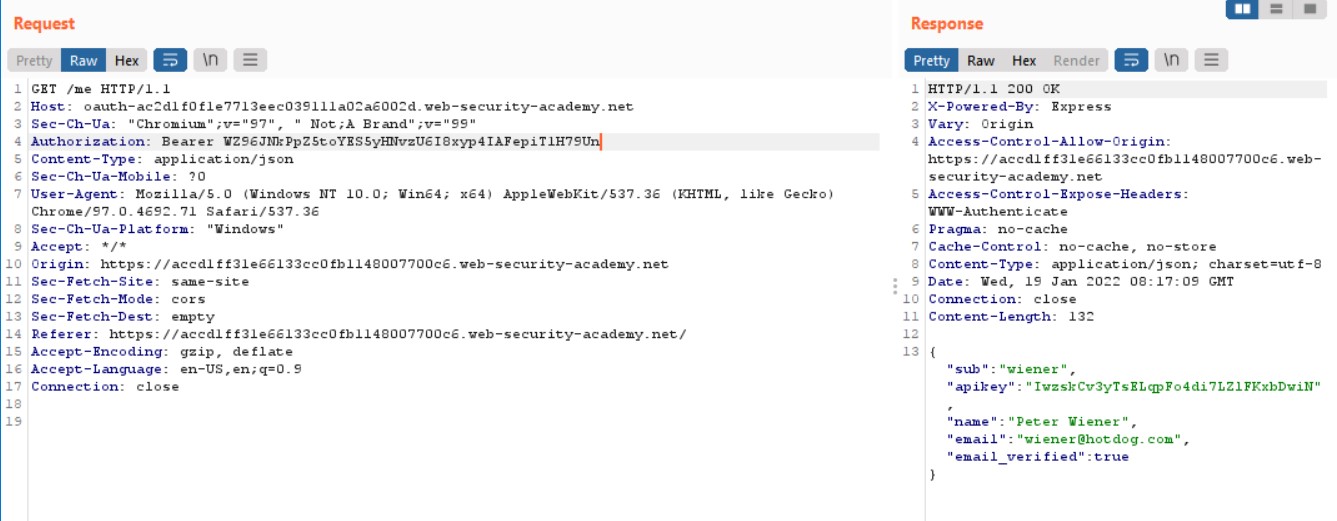 Request
Response
Pretty Raw Hex \n
Pretty Raw Hex Render \n
1 GET /me HTTP/1.1
2 Host: oauth-ac2d1f0f1e7713eec039111a02a6002d.web-security-academy.net
3 Sec-Ch-Ua: "Chromium";v="97", " Not;A Brand";v="99"
4 Authorization: Bearer WZ96JNkPpZ5toYES5yHNvzU6I8xyp4IAFepiTlH79Un
5 Content-Type: application/json
6 Sec-Ch-Ua-Mobile: ?0
7 User-Agent: Mozilla/5.0 (Windows NT 10.0; Win64; x64) AppleWebKit/537.36 (KHTML, like Gecko)
Chrome/97.0.4692.71 Safari/537.36
8 Sec-Ch-Ua-Platform: "Windows"
9 Accept: */*
10 Origin: https://accd1ff31e66133cc0fb1148007700c6.web-security-academy.net
11 Sec-Fetch-Site: same-site
12 Sec-Fetch-Mode: cors
13 Sec-Fetch-Dest: empty
14 Referer: https://accd1ff31e66133cc0fb1148007700c6.web-security-academy.net/
15 Accept-Encoding: gzip, deflate
16 Accept-Language: en-US,en;q=0.9
17 Connection: close
18
19
1 HTTP/1.1 200 OK
2 X-Powered-By: Express
3 Vary: Origin
4 Access-Control-Allow-Origin:
https://accd1ff31e66133cc0fb1148007700c6.web-
security-academy.net
5 Access-Control-Expose-Headers:
WWW-Authenticate
6 Pragma: no-cache
7 Cache-Control: no-cache, no-store
8 Content-Type: application/json; charset=utf-8
9 Date: Wed, 19 Jan 2022 08:17:09 GMT
10 Connection: close
11 Content-Length: 132
12
13 {
"sub":"wiener",
"apikey":"IwzskCv3yTsELqpFo4di7LZ1FKxbDwiN"
,
"name":"Peter Wiener",
"email":"wiener@hotdog.com",
"email_verified":true
}